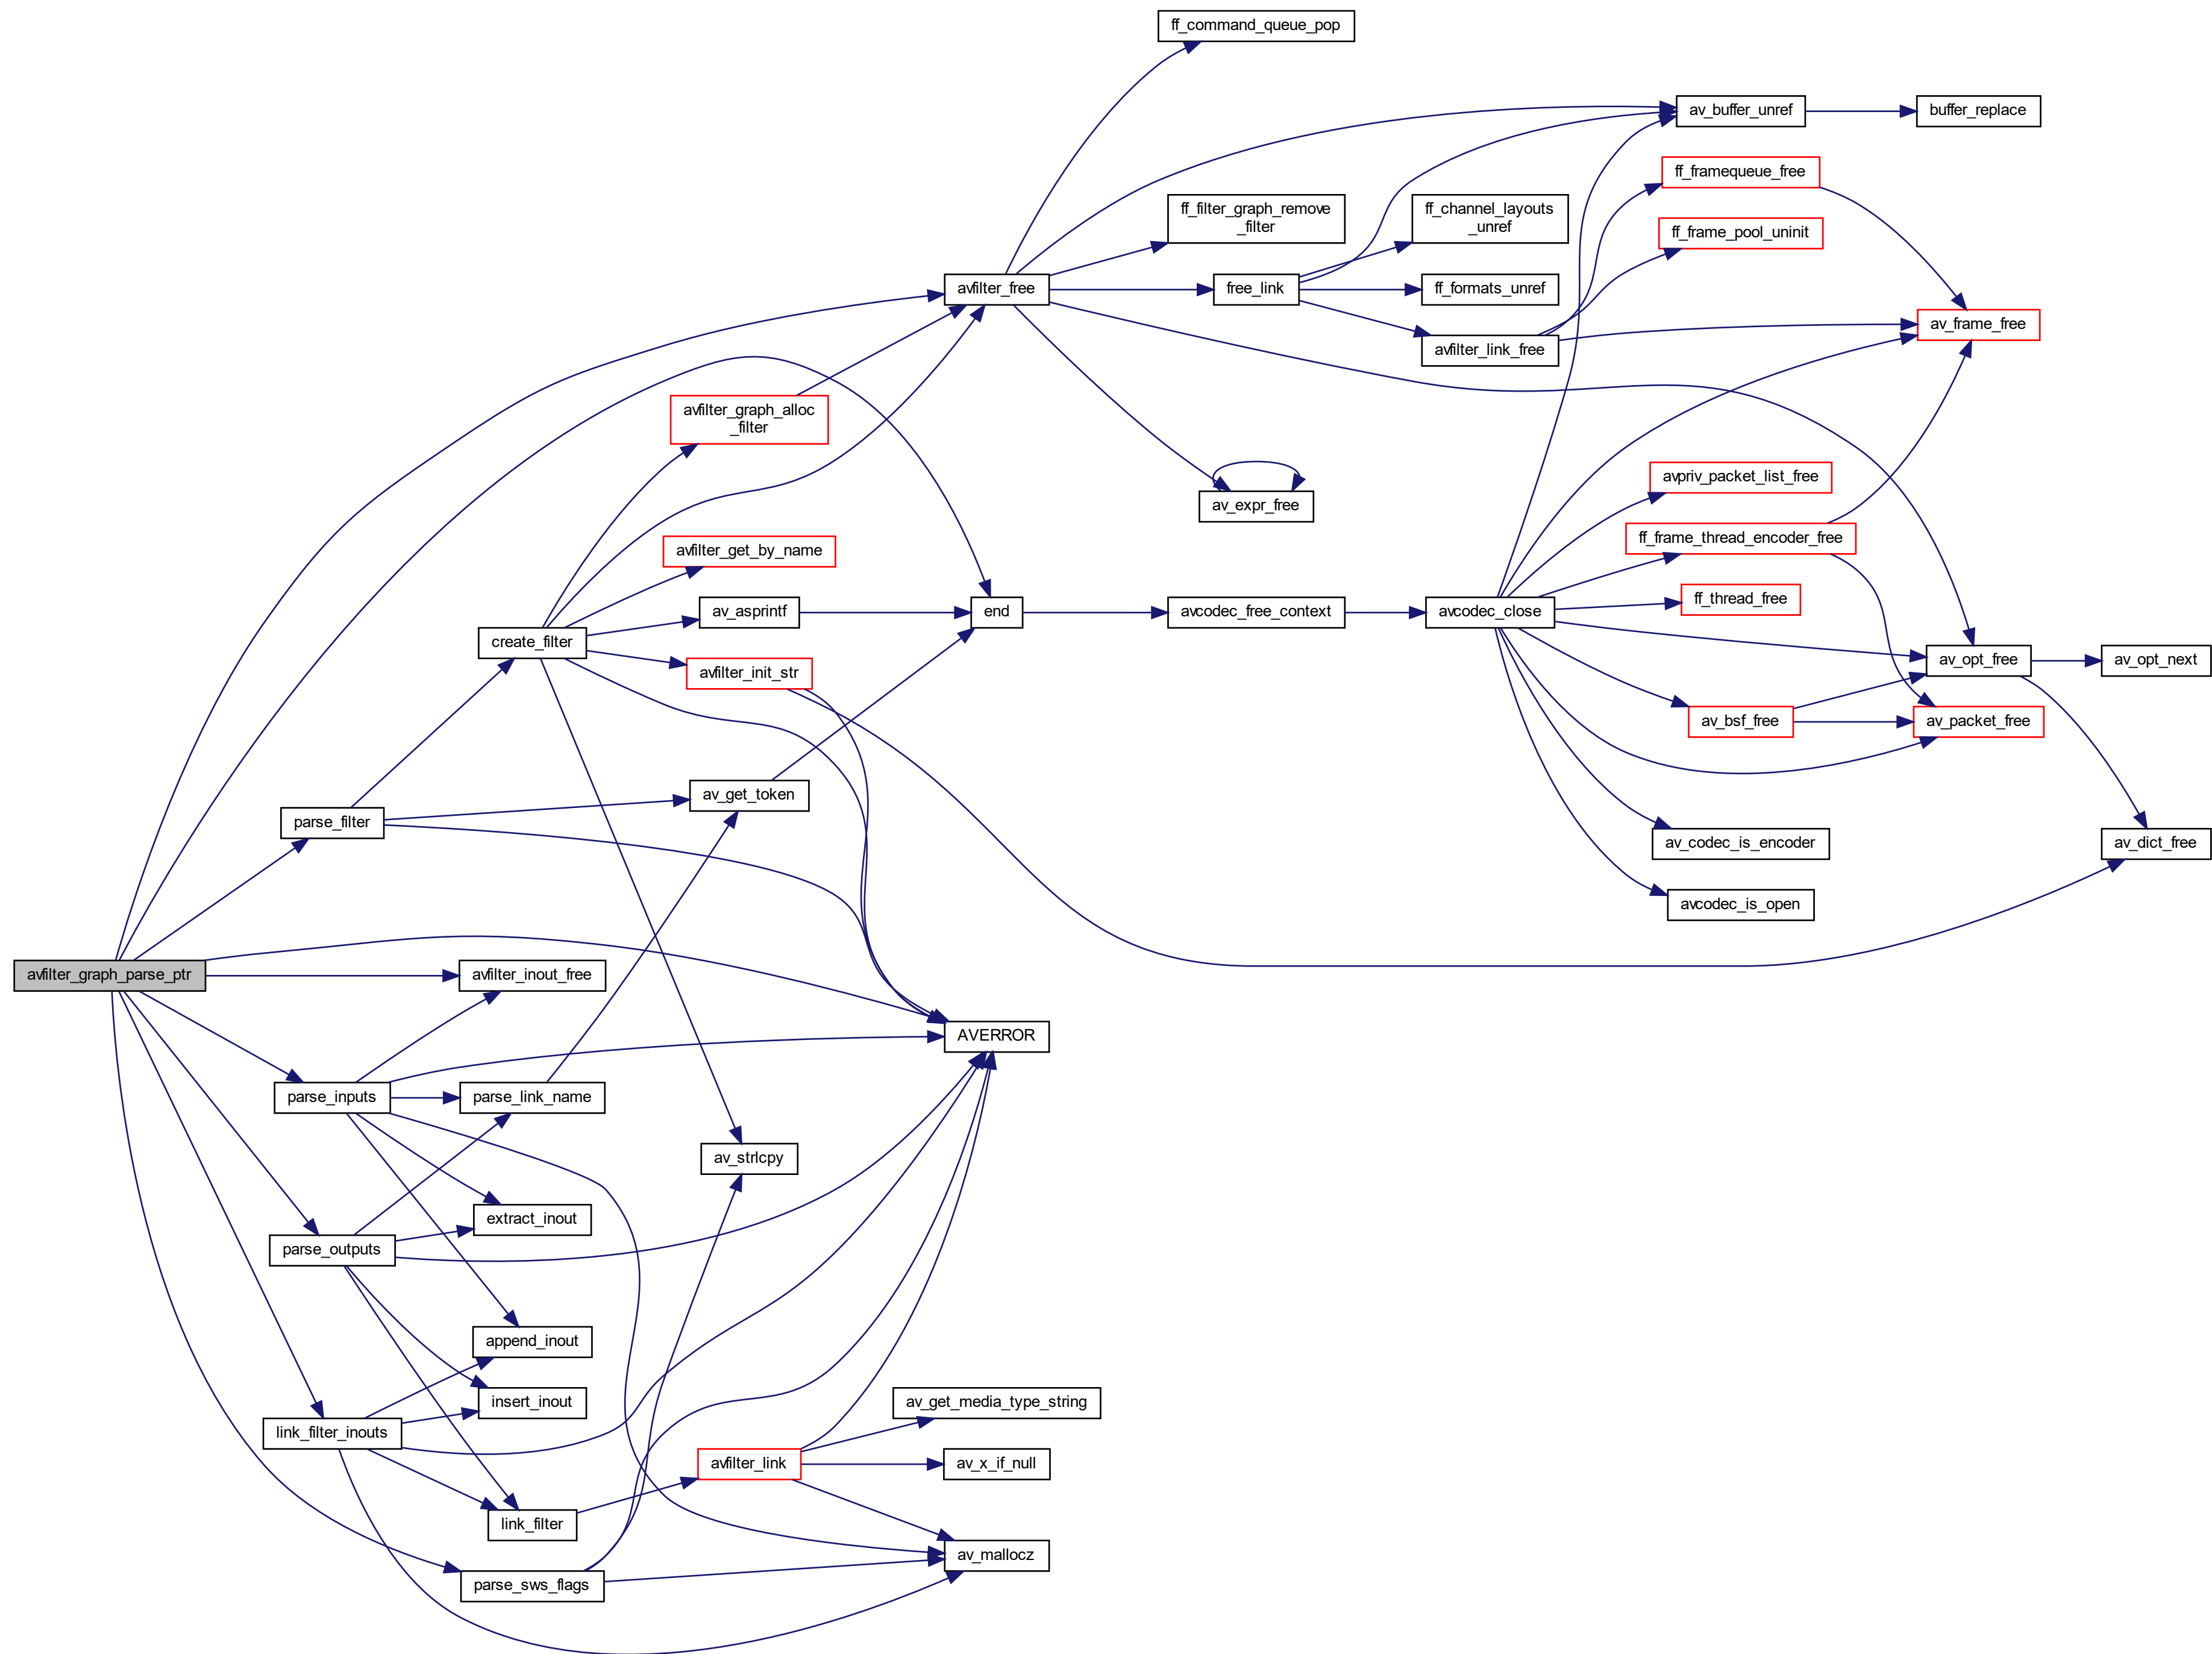 ff_command_queue_pop
av_buffer_unref
buffer_replace
ff_framequeue_free
ff_filter_graph_remove
_filter
ff_channel_layouts
_unref
ff_frame_pool_uninit
avfilter_free
free_link
ff_formats_unref
av_frame_free
avfilter_link_free
avfilter_graph_alloc
_filter
avpriv_packet_list_free
av_expr_free
ff_frame_thread_encoder_free
avfilter_get_by_name
ff_thread_free
av_asprintf
end
avcodec_free_context
avcodec_close
create_filter
av_opt_free
av_opt_next
avfilter_init_str
av_bsf_free
av_packet_free
av_get_token
parse_filter
av_codec_is_encoder
av_dict_free
avcodec_is_open
avfilter_graph_parse_ptr
avfilter_inout_free
AVERROR
parse_inputs
parse_link_name
av_strlcpy
extract_inout
parse_outputs
append_inout
insert_inout
av_get_media_type_string
link_filter_inouts
avfilter_link
av_x_if_null
link_filter
av_mallocz
parse_sws_flags